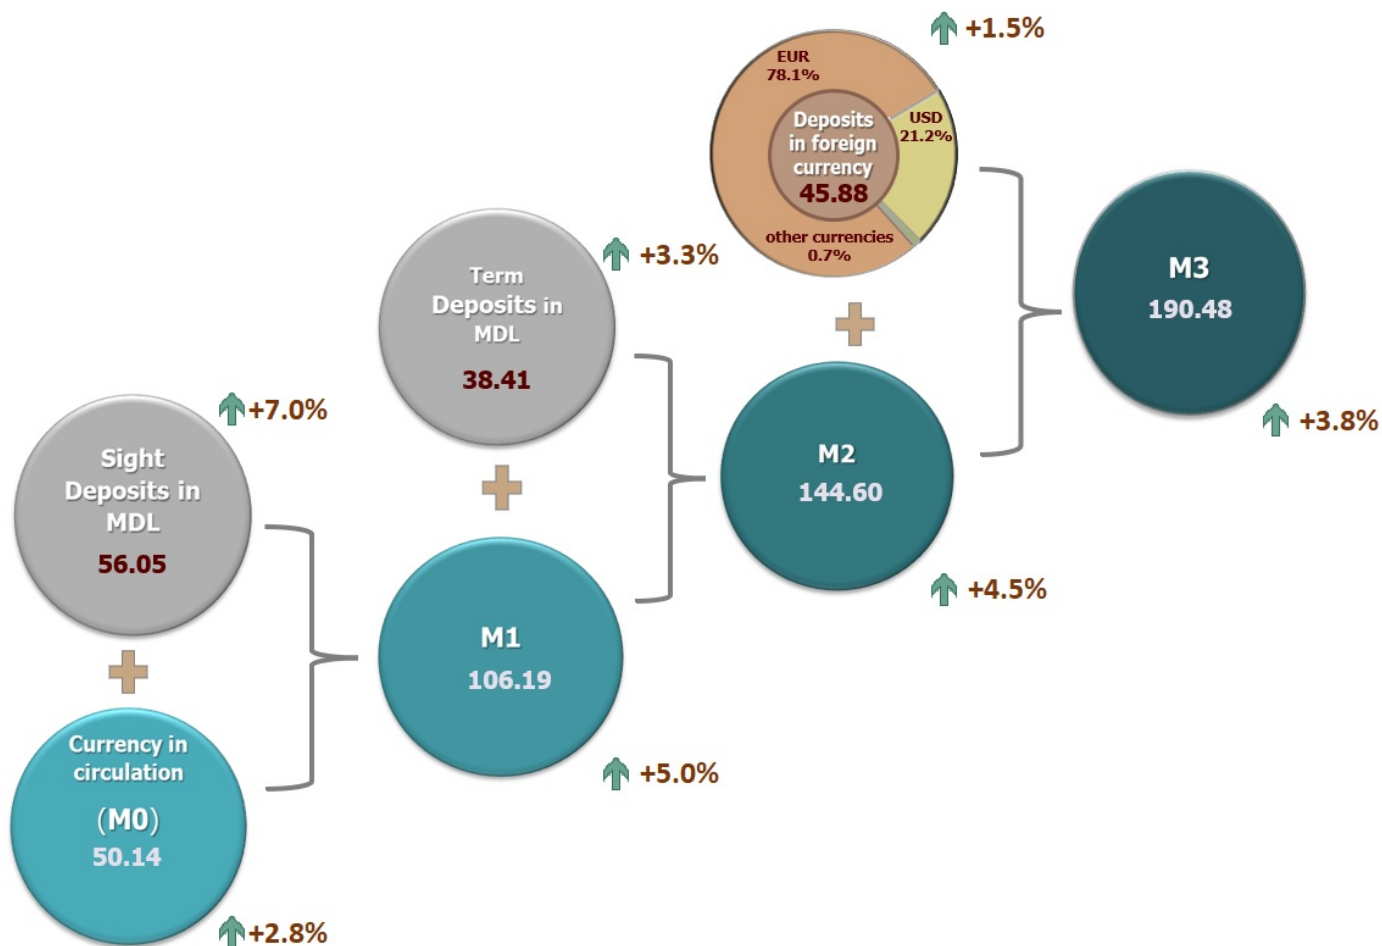 +1.5%
EUR
78.1%
USD
21.2%
Deposits
in foreign
currency
45.88
other currencies
0.7%
Term
Deposits in
MDL
38.41
+3.3%
M3
190.48
+3.8%
Sight
Deposits in
MDL
56.05
+7.0%
M2
144.60
+4.5%
M1
106.19
+5.0%
Currency in
circulation
(M0)
50.14
+2.8%